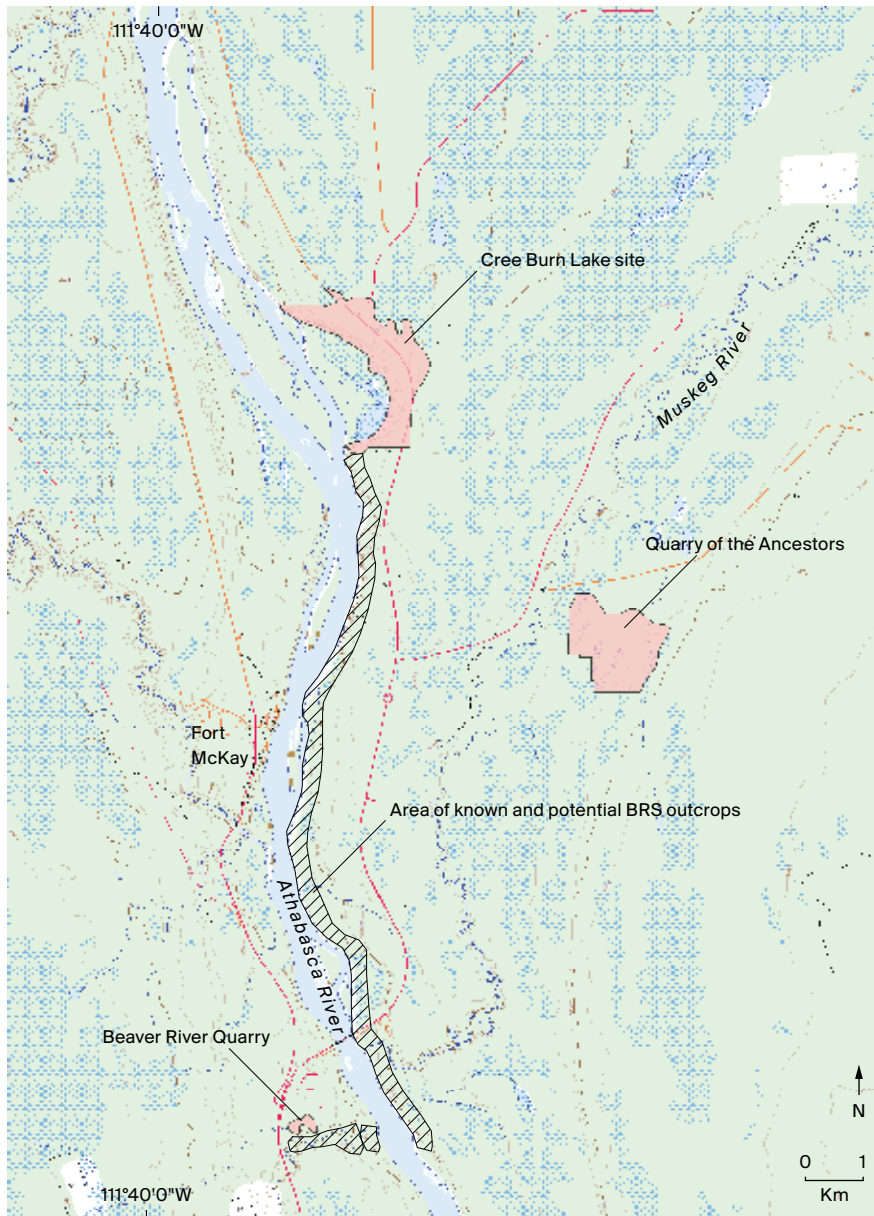 111°40'0"W
Cree Burn Lake site
Muskeg River
Quarry of the Ancestors
Fort
McKay
Area of known and potential BRS outcrops
Athabasca River
Beaver River Quarry
N
0 1
Km
111°40'0"W